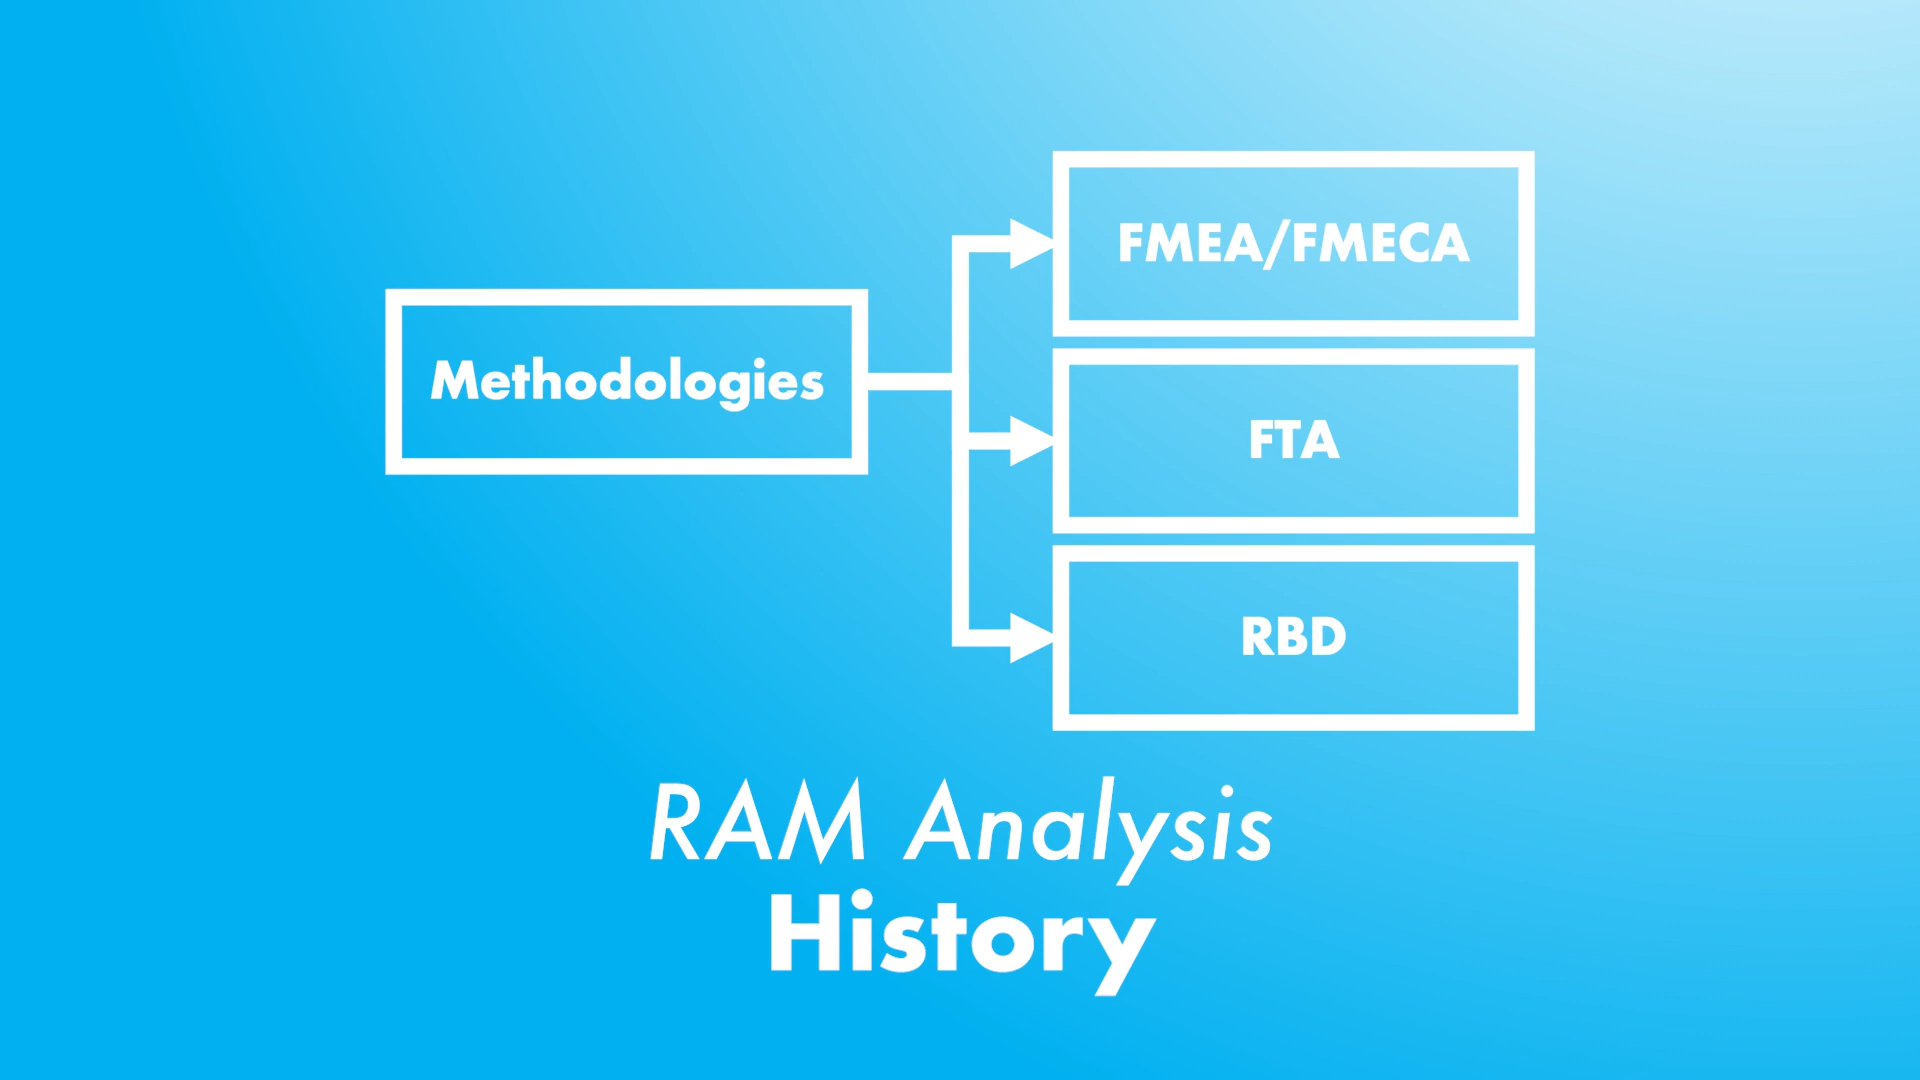 Methodologies
FMEA/FMECA
FTA
RBD
RAM Analysis
History